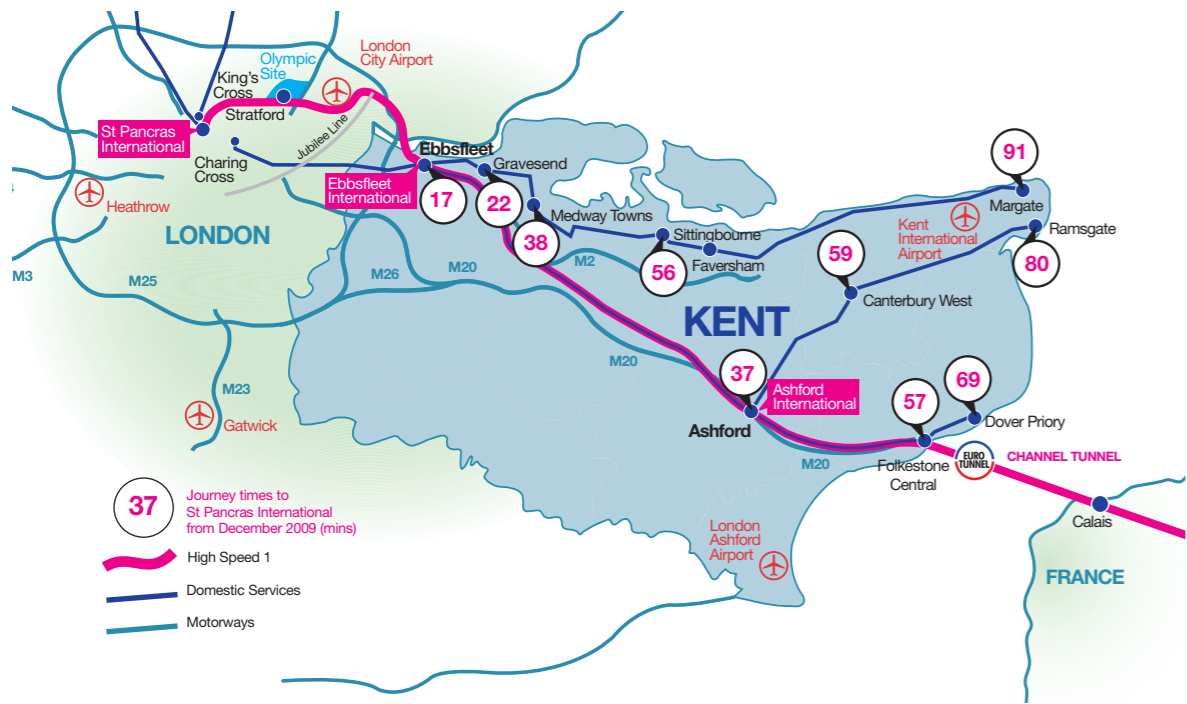 London
City Airport
Olympic
Site
King's
Cross
Stratford
St Pancras
International
Jubilee Line
Charing
Cross
Ebbsfleet
Gravesend
Ebbsfleet
International
17
22
38
Medway Towns
Heathrow
LONDON
M3
M25
M26
M20
M2
Sittingbourne
56
Faversham
91
Margate
Kent
International
Airport
Ramsgate
80
59
Canterbury West
KENT
M20
M23
Gatwick
37
Ashford
International
Ashford
57
69
Dover Priory
M20
Folkestone
Central
EURO
TUNNEL
CHANNEL TUNNEL
Calais
FRANCE
London
Ashford
Airport
37
Journey times to
St Pancras International
from December 2009 (mins)
High Speed 1
Domestic Services
Motorways